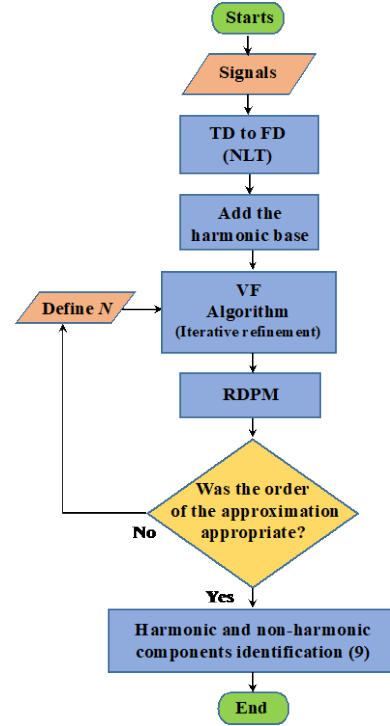 Starts
Signals
TD to FD
(NLT)
Add the
harmonic base
Define N
VF
Algorithm
(Iterative refinement)
RDPM
Was the order
of the approximation
appropriate?
No
Yes
Harmonic and non-harmonic
components identification (9)
End